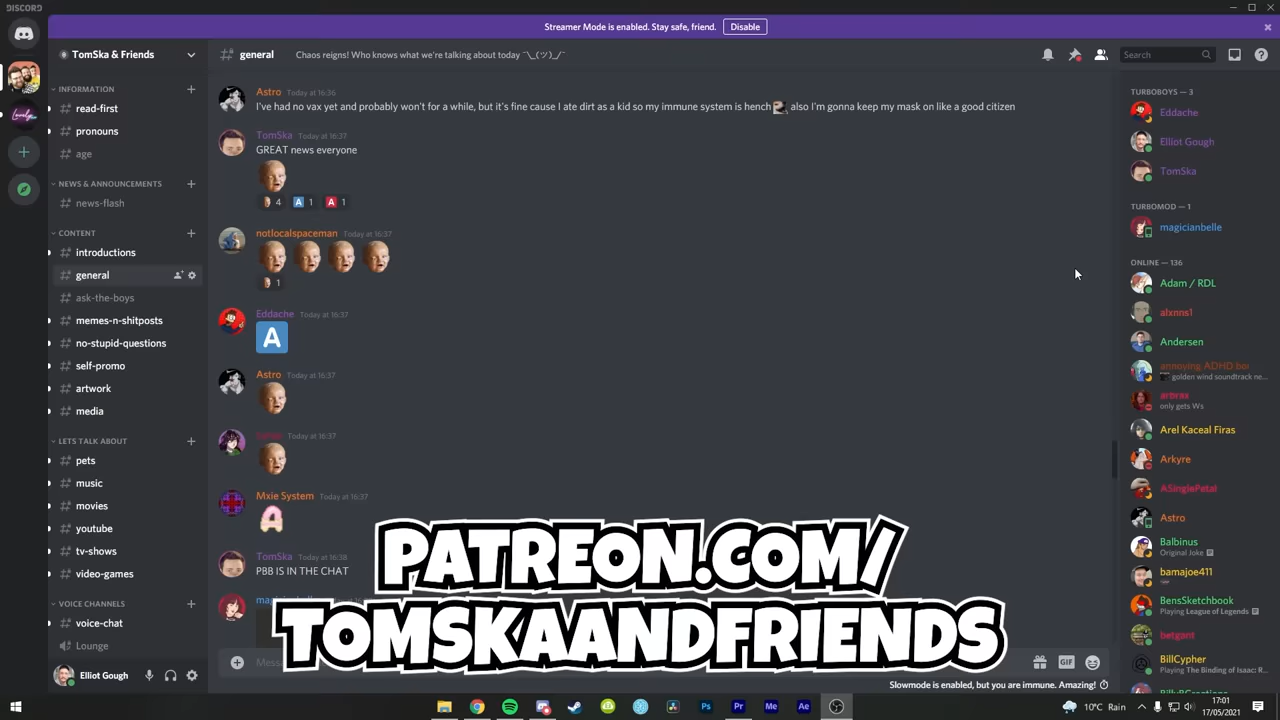 DISCORD
Streamer Mode is enabled. Stay safe, friend. Disable
TomSka & Friends
general
Chaos reigns! Who knows what we're talking about today ¯\_(ツ)_/¯
Search
INFORMATION
read-first
pronouns
age
NEWS & ANNOUNCEMENTS
news-flash
CONTENT
introductions
general
ask-the-boys
memes-n-shitposts
no-stupid-questions
self-promo
artwork
media
LETS TALK ABOUT
pets
music
movies
youtube
tv-shows
video-games
VOICE CHANNELS
voice-chat
Lounge
Elliot Gough
Astro Today at 16:36
I've had no vax yet and probably won't for a while, but it's fine cause I ate dirt as a kid so my immune system is hench also I'm gonna keep my mask on like a good citizen
TomSka Today at 16:37
GREAT news everyone
4 A 1 A 1
notlocalspaceman Today at 16:37
1
Eddache Today at 16:37
A
Astro Today at 16:37
Today at 16:37
Mxie System Today at 16:37
A
TomSka Today at 16:38
PBB IS IN THE CHAT
PATREON.COM/
TOMSKAANDFRIENDS
GIF
Slowmode is enabled, but you are immune. Amazing!
TURBOBOYS — 3
Eddache
Elliot Gough
TomSka
TURBOMOD — 1
magicianbelle
ONLINE — 136
Adam / RDL
alxnns1
Andersen
annoying ADHD boi
golden wind soundtrack ne...
arbrax
only gets Ws
Arel Kaceal Firas
Arkyre
ASinglePetal
Astro
Balbinus
Original Joke
bamajoe411
BensSketchbook
Playing League of Legends
betgant
BillCypher
Playing The Binding of Isaac: R...
Ps
Pr
Me
Ae
10°C Rain
17:01
17/05/2021